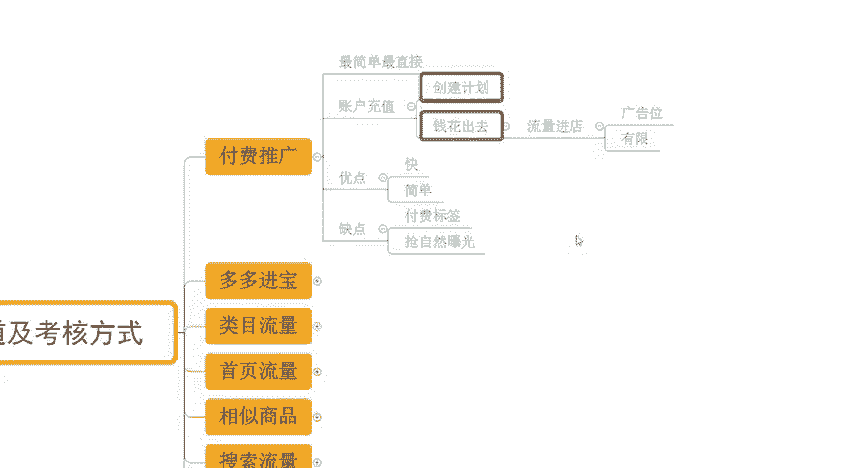 最简单最直接
创建计划
账户充值
钱花出去
流量进店
广告位
有限
付费推广
优点
快
简单
缺点
付费标签
抢自然曝光
多多进宝
类目流量
及考核方式
首页流量
相似商品
搜索流量